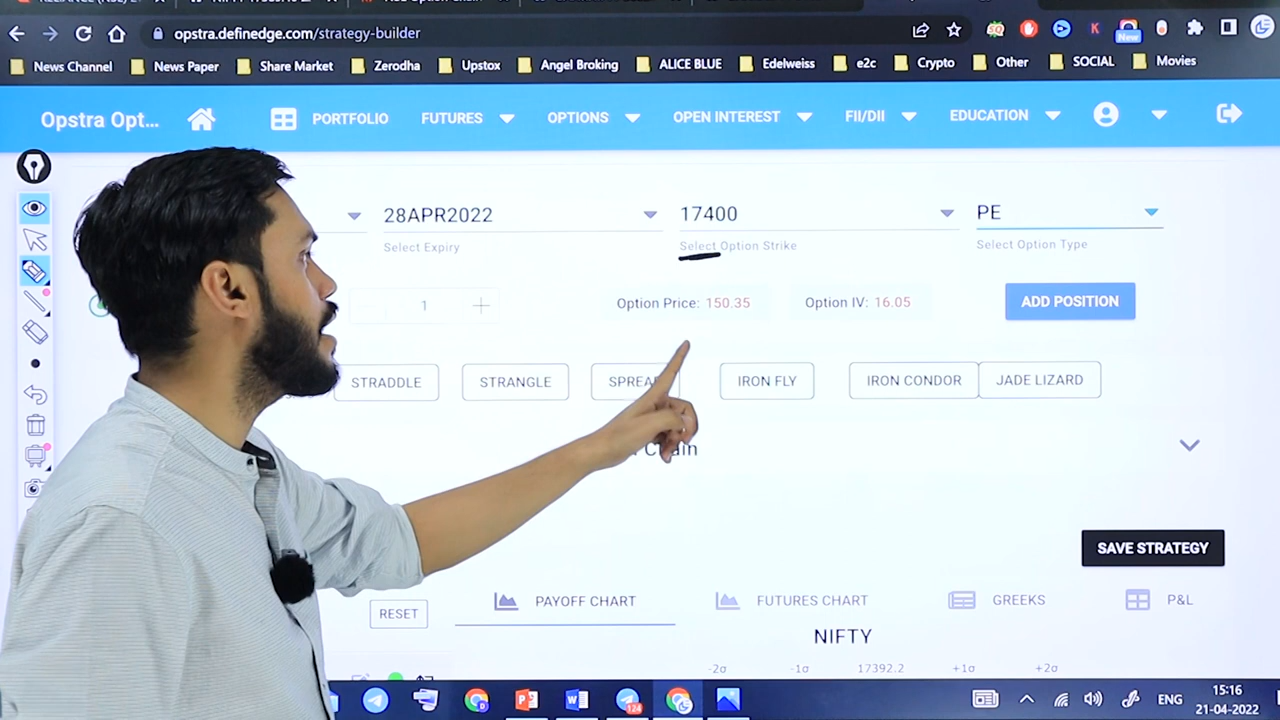 opstra.definedge.com/strategy-builder
New
News Channel News Paper Share Market Zerodha Upstox Angel Broking ALICE BLUE Edelweiss e2c Crypto Other SOCIAL Movies
Opstra Opt... PORTFOLIO FUTURES OPTIONS OPEN INTEREST FII/DII EDUCATION
28APR2022 17400 PE
Select Expiry Select Option Strike Select Option Type
1 Option Price: 150.35 Option IV: 16.05 ADD POSITION
STRADDLE STRANGLE IRON FLY IRON CONDOR JADE LIZARD
SAVE STRATEGY
RESET PAYOFF CHART FUTURES CHART GREEKS P&L
NIFTY
-2σ -1σ 17392.2 +1σ +2σ
124 ENG 15:16
21-04-2022